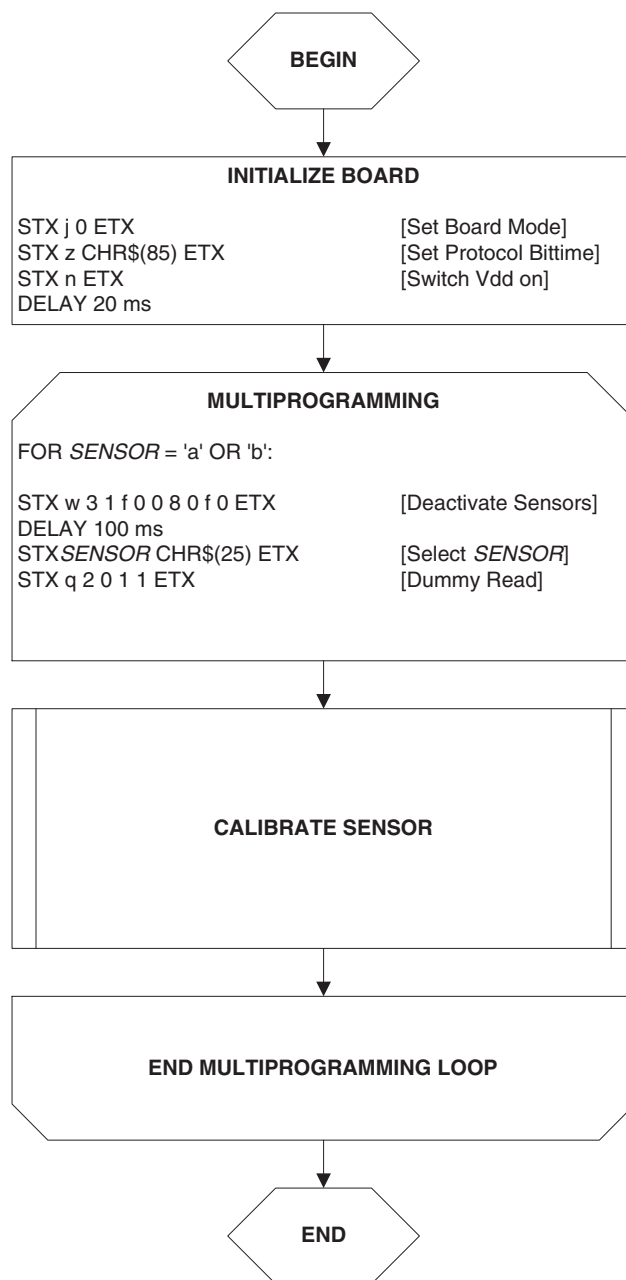 BEGIN
INITIALIZE BOARD
STX j 0 ETX [Set Board Mode]
STX z CHR$(85) ETX [Set Protocol Bittime]
STX n ETX [Switch Vdd on]
DELAY 20 ms
MULTIPROGRAMMING
FOR SENSOR = 'a' OR 'b':
STX w 3 1 f 0 0 8 0 f 0 ETX [Deactivate Sensors]
DELAY 100 ms
STXSENSOR CHR$(25) ETX [Select SENSOR]
STX q 2 0 1 1 ETX [Dummy Read]
CALIBRATE SENSOR
END MULTIPROGRAMMING LOOP
END